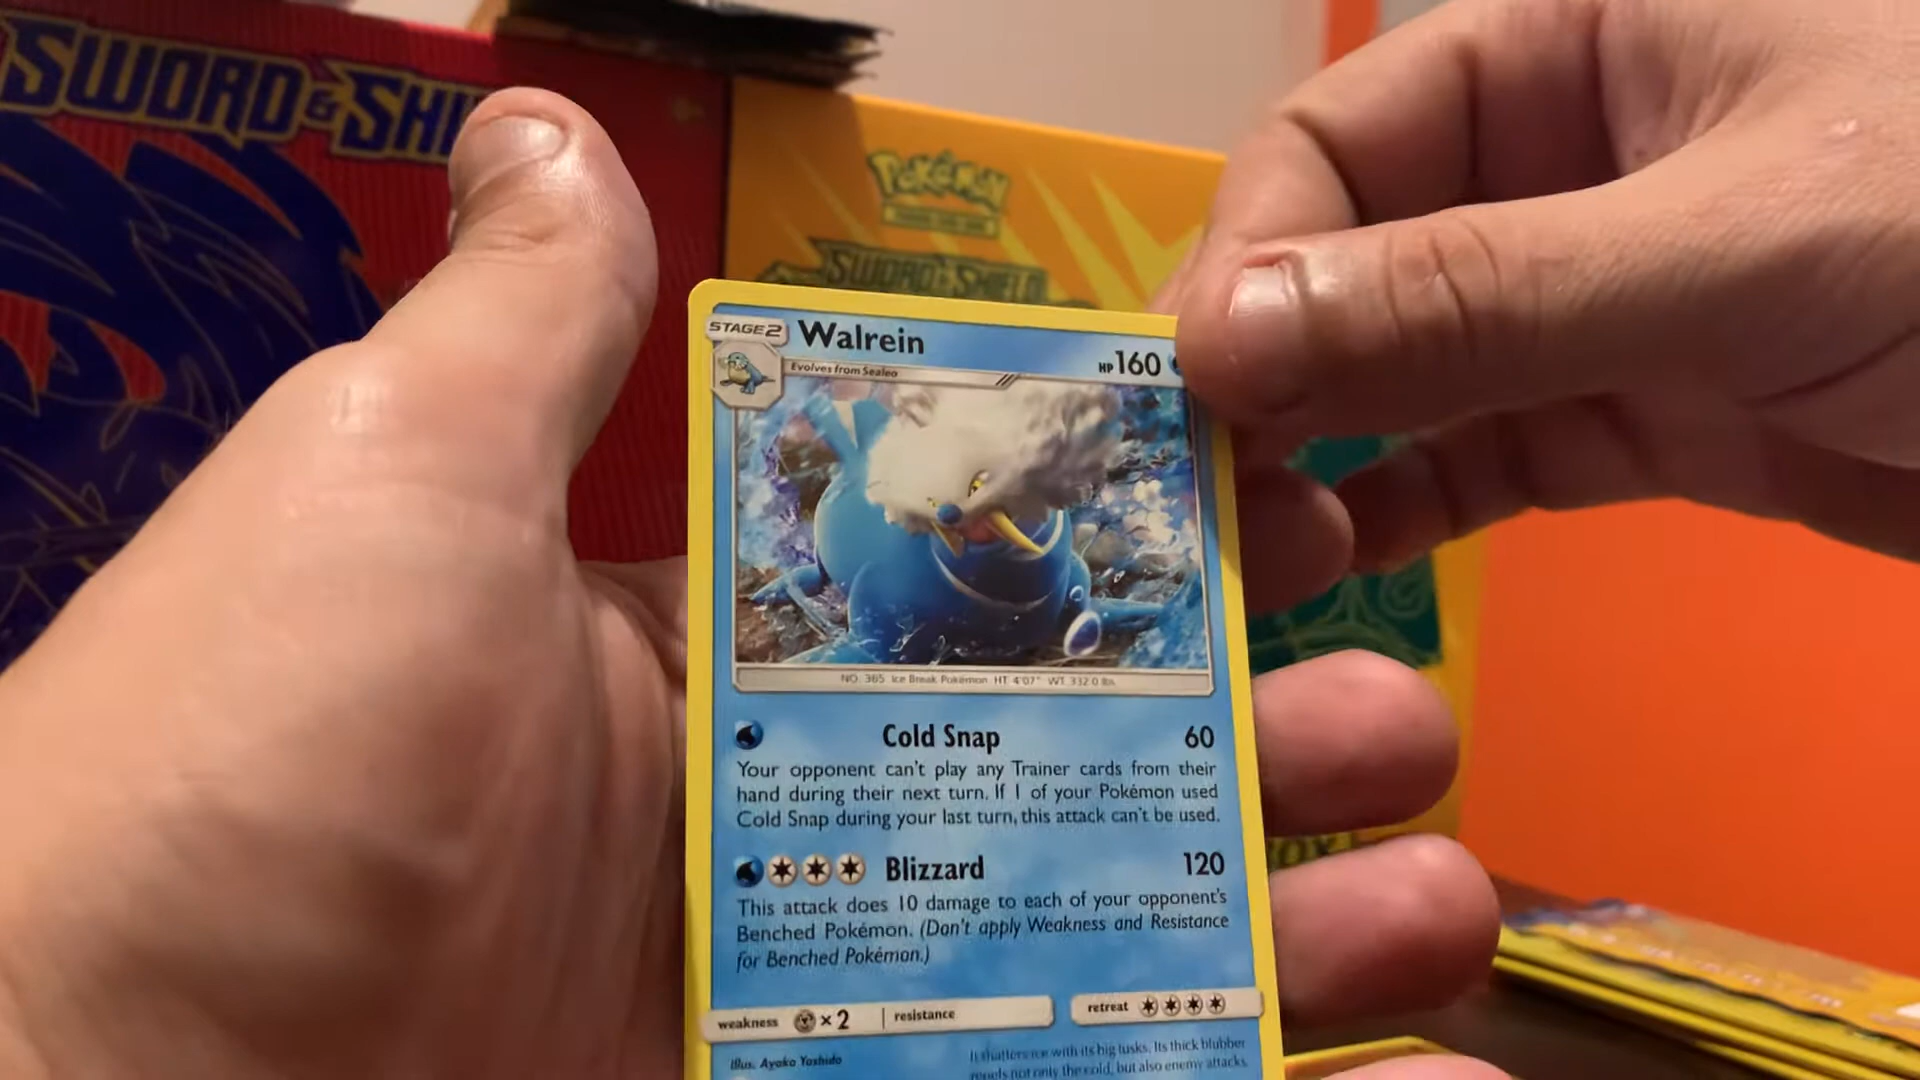 SWORD & SHI
Pokémon
SWORD & SHIELD
STAGE 2
Walrein
HP 160
Evolves from Sealeo
NO. 365 Ice Break Pokémon HT 4'07" WT 332.0 lbs.
Cold Snap 60
Your opponent can't play any Trainer cards from their
hand during their next turn. If 1 of your Pokémon used
Cold Snap during your last turn, this attack can't be used.
Blizzard 120
This attack does 10 damage to each of your opponent's
Benched Pokémon. (Don't apply Weakness and Resistance
for Benched Pokémon.)
weakness ×2 resistance
retreat
Illus. Ayaka Yoshida
It shatters ice with its big tusks. Its thick blubber
repels not only the cold, but also enemy attacks.